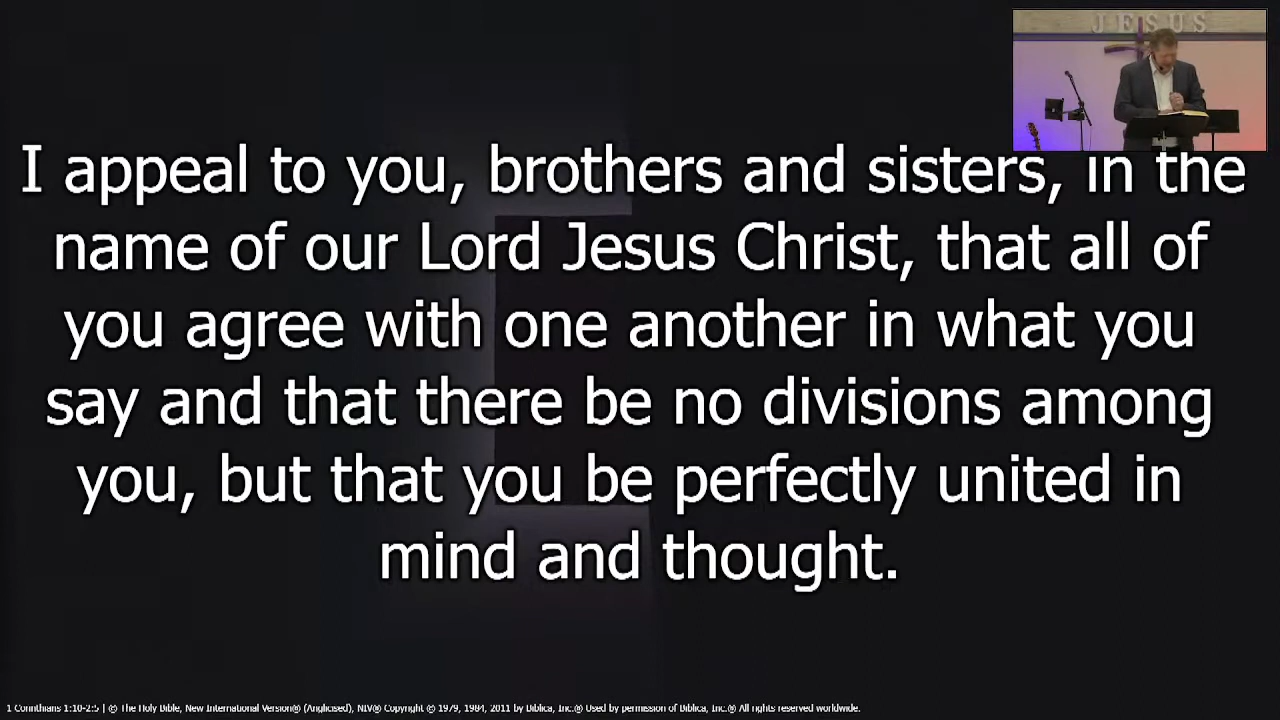 JESUS
I appeal to you, brothers and sisters, in the
name of our Lord Jesus Christ, that all of
you agree with one another in what you
say and that there be no divisions among
you, but that you be perfectly united in
mind and thought.
1 Corinthians 1:10-2:5 | © The Holy Bible, New International Version® (Anglicised), NIV® Copyright © 1979, 1984, 2011 by Biblica, Inc.® Used by permission of Biblica, Inc.® All rights reserved worldwide.